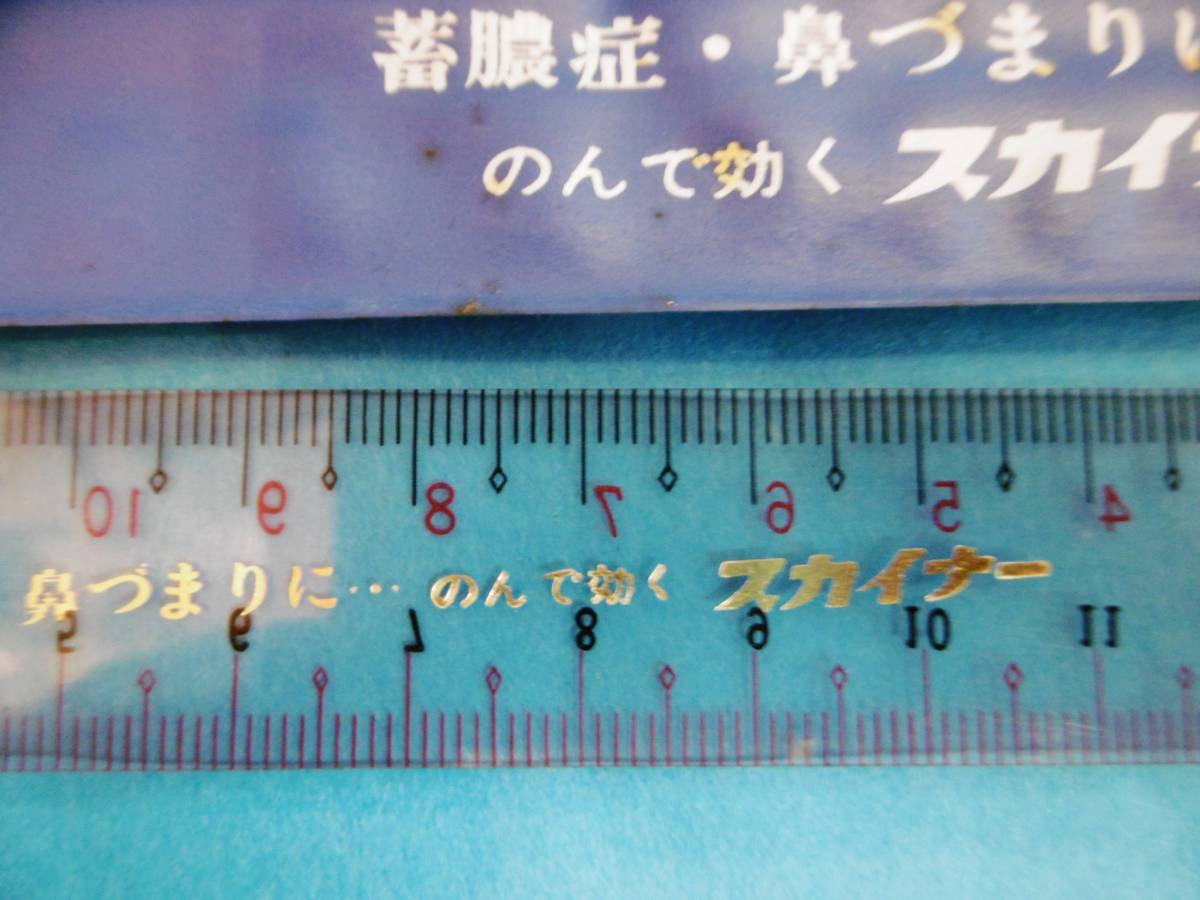 蓄膿症・鼻づまりに
のんで効く スカイナ
10 9 8 7 6 5 4
鼻づまりに… のんで効く スカイナー
5 6 7 8 9 10 11